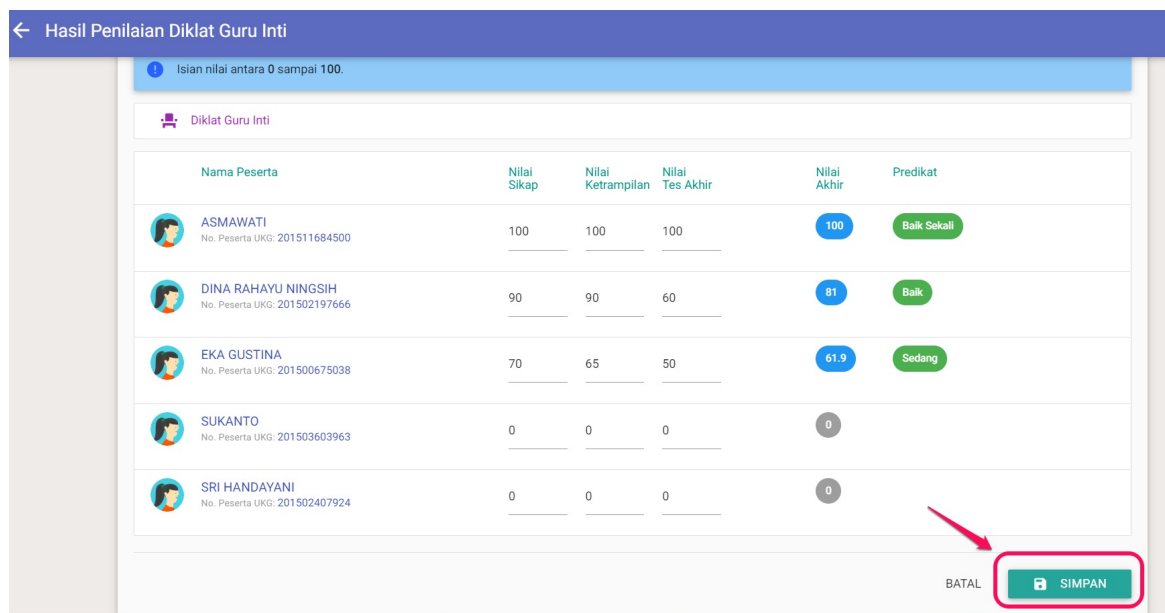 Hasil Penilaian Diklat Guru Inti
Isian nilai antara 0 sampai 100.
Diklat Guru Inti
Nama Peserta Nilai Sikap Nilai Ketrampilan Nilai Tes Akhir Nilai Akhir Predikat
ASMAWATI 100 100 100 100 Baik Sekali
No. Peserta UKG: 201511684500
DINA RAHAYU NINGSIH 90 90 60 81 Baik
No. Peserta UKG: 201502197666
EKA GUSTINA 70 65 50 61.9 Sedang
No. Peserta UKG: 201500675038
SUKANTO 0 0 0 0
No. Peserta UKG: 201503603963
SRI HANDAYANI 0 0 0 0
No. Peserta UKG: 201502407924
BATAL SIMPAN